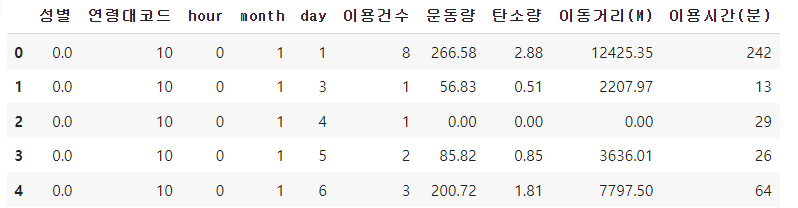 성별 연령대코드 hour month day 이용건수 운동량 탄소량 이동거리(M) 이용시간(분)
0 0.0 10 0 1 1 8 266.58 2.88 12425.35 242
1 0.0 10 0 1 3 1 56.83 0.51 2207.97 13
2 0.0 10 0 1 4 1 0.00 0.00 0.00 29
3 0.0 10 0 1 5 2 85.82 0.85 3636.01 26
4 0.0 10 0 1 6 3 200.72 1.81 7797.50 64